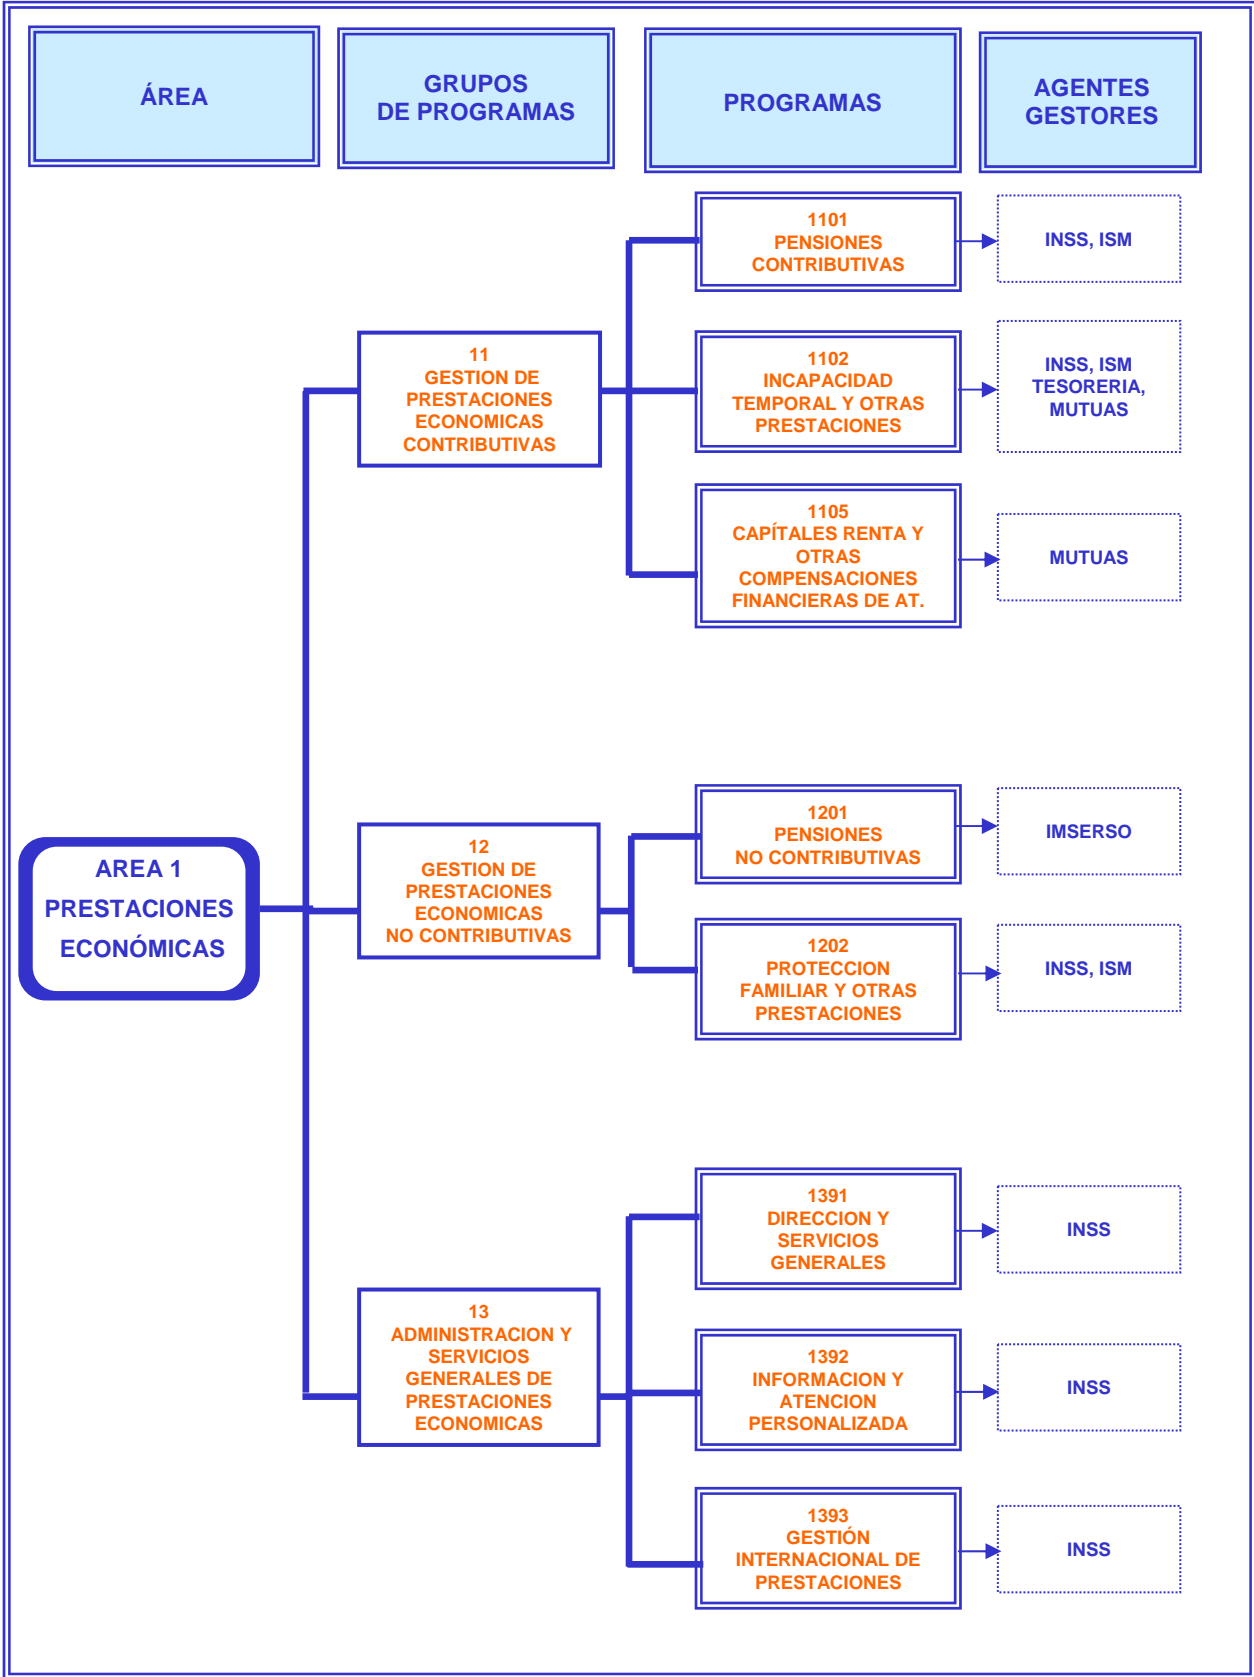 ÁREA
GRUPOS
DE PROGRAMAS
PROGRAMAS
AGENTES
GESTORES
1101
PENSIONES
CONTRIBUTIVAS
INSS, ISM
11
GESTION DE
PRESTACIONES
ECONOMICAS
CONTRIBUTIVAS
1102
INCAPACIDAD
TEMPORAL Y OTRAS
PRESTACIONES
INSS, ISM
TESORERIA,
MUTUAS
1105
CAPÍTALES RENTA Y
OTRAS
COMPENSACIONES
FINANCIERAS DE AT.
MUTUAS
AREA 1
PRESTACIONES
ECONÓMICAS
12
GESTION DE
PRESTACIONES
ECONOMICAS
NO CONTRIBUTIVAS
1201
PENSIONES
NO CONTRIBUTIVAS
IMSERSO
1202
PROTECCION
FAMILIAR Y OTRAS
PRESTACIONES
INSS, ISM
13
ADMINISTRACION Y
SERVICIOS
GENERALES DE
PRESTACIONES
ECONOMICAS
1391
DIRECCION Y
SERVICIOS
GENERALES
INSS
1392
INFORMACION Y
ATENCION
PERSONALIZADA
INSS
1393
GESTIÓN
INTERNACIONAL DE
PRESTACIONES
INSS